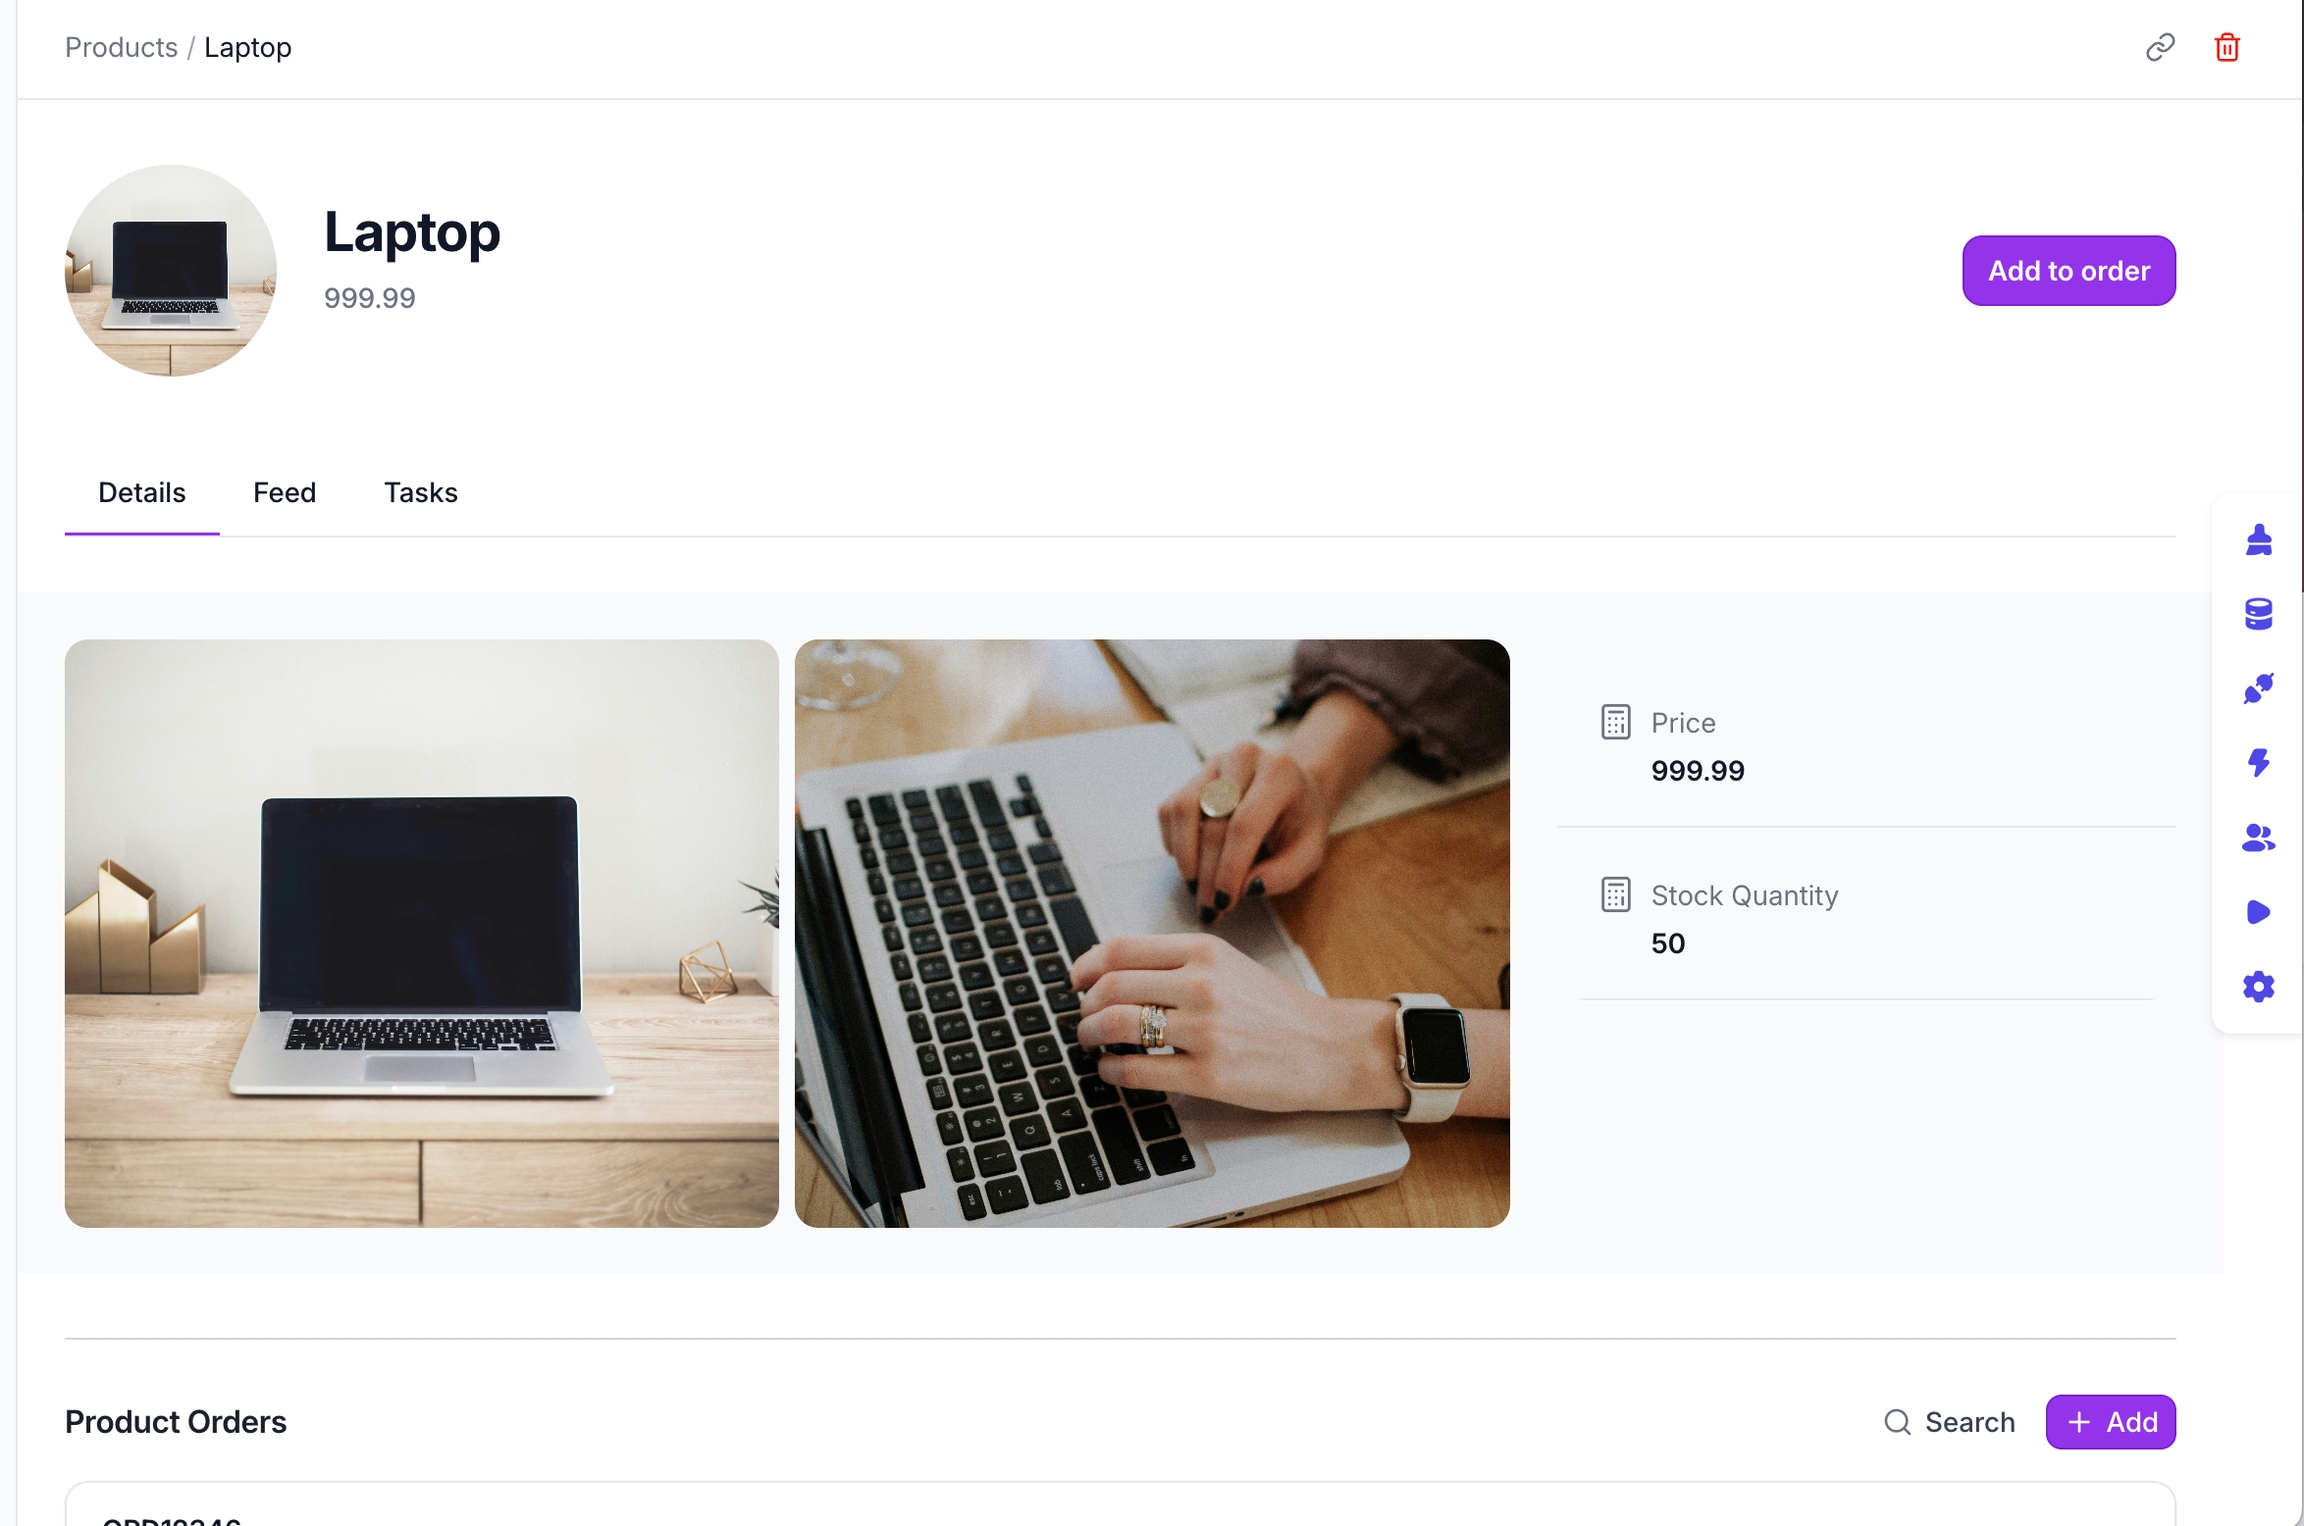 Products / Laptop
Laptop
999.99
Add to order
Details
Feed
Tasks
Price
999.99
Stock Quantity
50
Product Orders
Search
Add